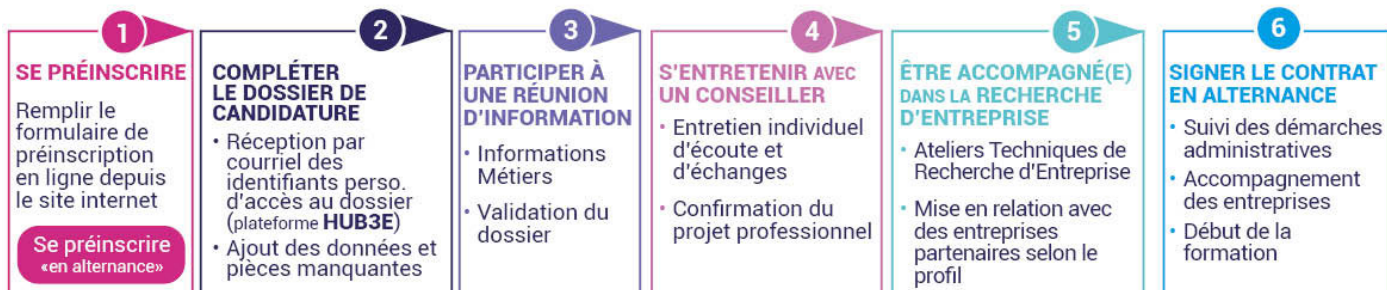 1
SE PRÉINSCRIRE
Remplir le
formulaire de
préinscription
en ligne depuis
le site internet
Se préinscrire
«en alternance»
2
COMPLÉTER
LE DOSSIER DE
CANDIDATURE
• Réception par
courriel des
identifiants perso.
d'accès au dossier
(plateforme HUB3E)
• Ajout des données et
pièces manquantes
3
PARTICIPER À
UNE RÉUNION
D'INFORMATION
• Informations
Métiers
• Validation du
dossier
4
S'ENTRETENIR AVEC
UN CONSEILLER
• Entretien individuel
d'écoute et
d'échanges
• Confirmation du
projet professionnel
5
ÊTRE ACCOMPAGNÉ(E)
DANS LA RECHERCHE
D'ENTREPRISE
• Ateliers Techniques de
Recherche d'Entreprise
• Mise en relation avec
des entreprises
partenaires selon le
profil
6
SIGNER LE CONTRAT
EN ALTERNANCE
• Suivi des démarches
administratives
• Accompagnement
des entreprises
• Début de la
formation